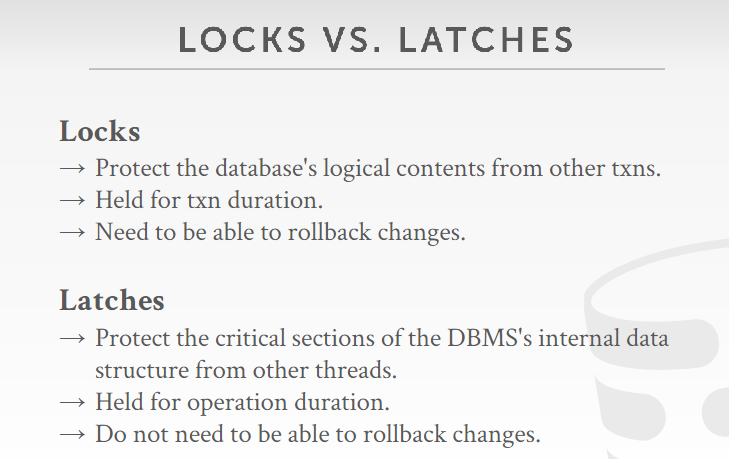 LOCKS VS. LATCHES
Locks
→ Protect the database's logical contents from other txns.
→ Held for txn duration.
→ Need to be able to rollback changes.
Latches
→ Protect the critical sections of the DBMS's internal data
structure from other threads.
→ Held for operation duration.
→ Do not need to be able to rollback changes.